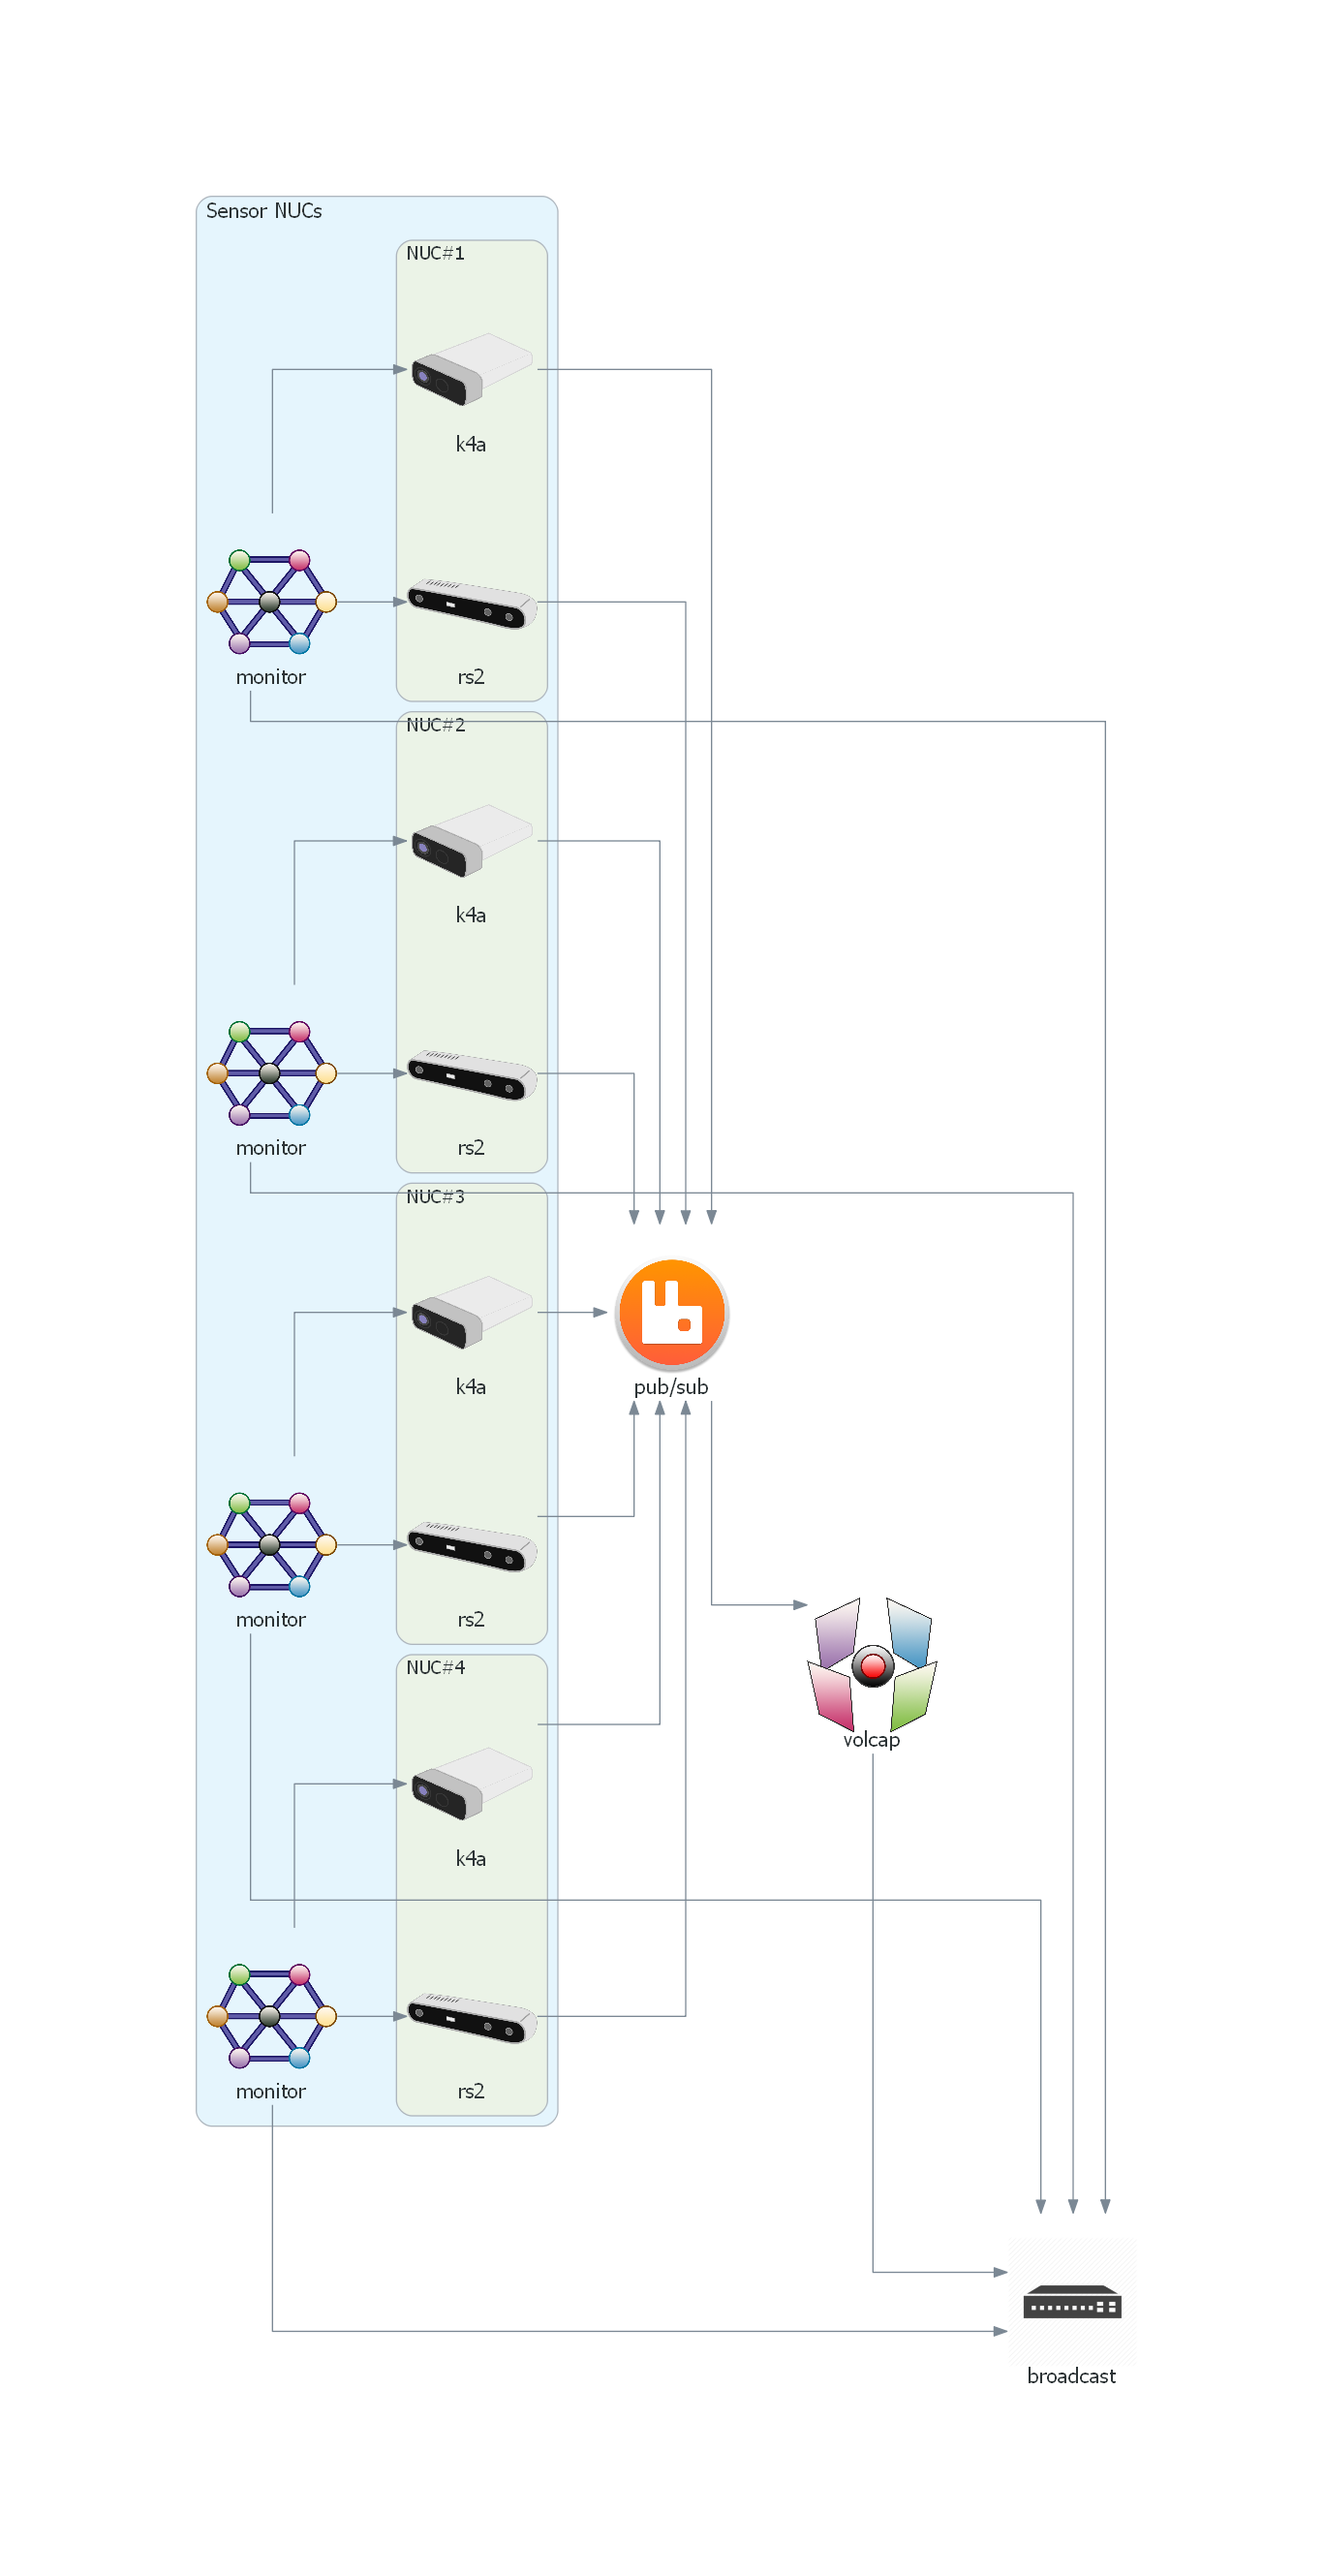 Sensor NUCs
NUC#1
k4a
monitor
rs2
NUC#2
k4a
monitor
rs2
NUC#3
k4a
pub/sub
monitor
rs2
NUC#4
volcap
k4a
monitor
rs2
broadcast